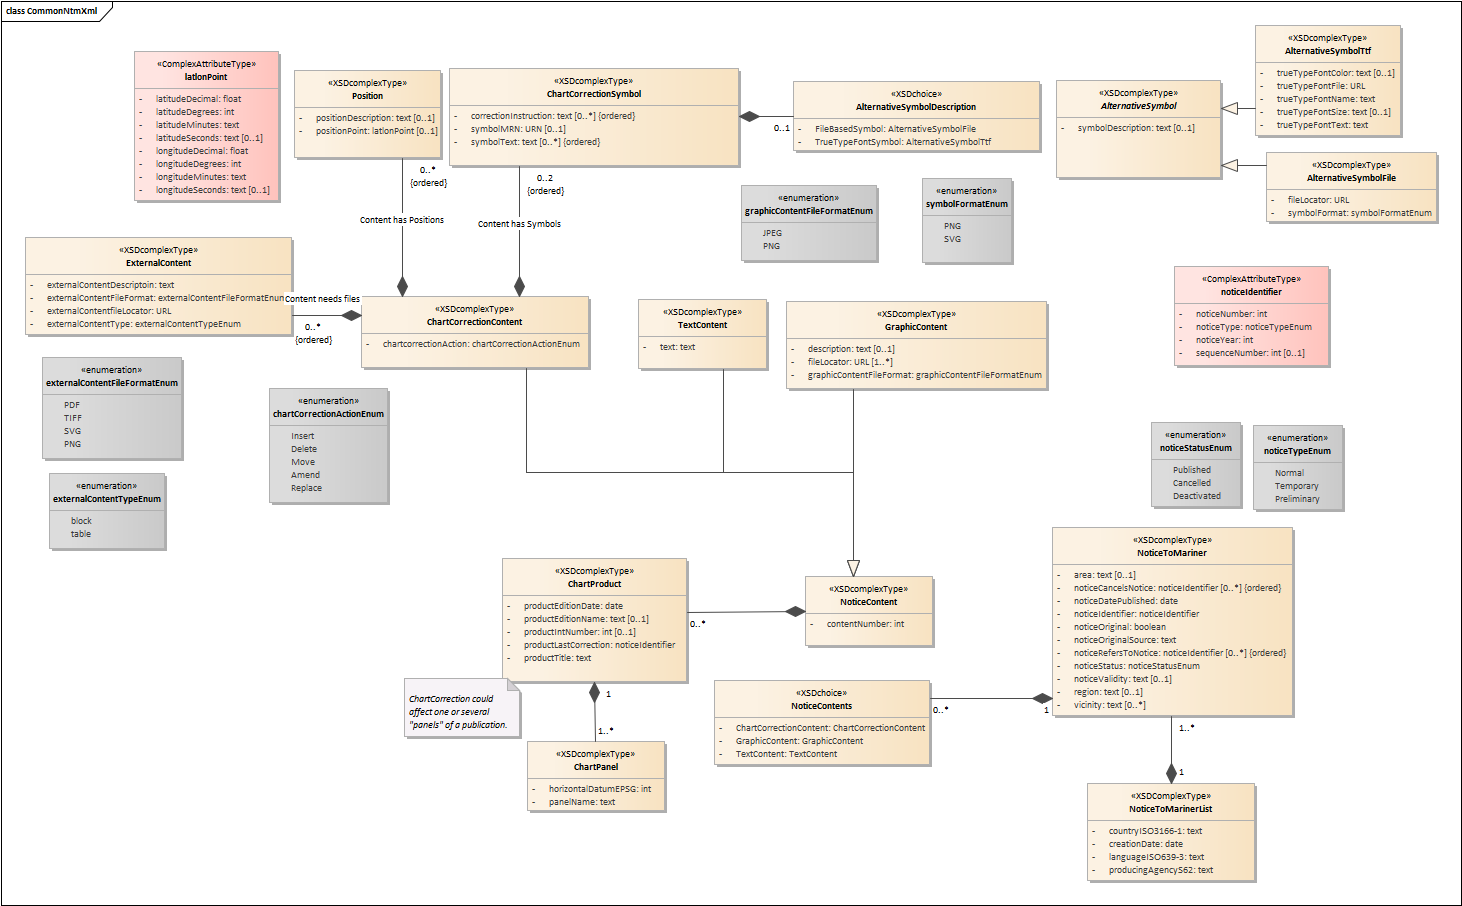 class CommonNtmXml
«ComplexAttributeType»
latlonPoint
- latitudeDecimal: float
- latitudeDegrees: int
- latitudeMinutes: text
- latitudeSeconds: text [0..1]
- longitudeDecimal: float
- longitudeDegrees: int
- longitudeMinutes: text
- longitudeSeconds: text [0..1]
«XSDcomplexType»
Position
- positionDescription: text [0..1]
- positionPoint: latlonPoint [0..1]
«XSDcomplexType»
ChartCorrectionSymbol
- correctionInstruction: text [0..*] {ordered}
- symbolMRN: URN [0..1]
- symbolText: text [0..*] {ordered}
0..1
«XSDchoice»
AlternativeSymbolDescription
- FileBasedSymbol: AlternativeSymbolFile
- TrueTypeFontSymbol: AlternativeSymbolTtf
«XSDcomplexType»
AlternativeSymbol
- symbolDescription: text [0..1]
«XSDcomplexType»
AlternativeSymbolTtf
- trueTypeFontColor: text [0..1]
- trueTypeFontFile: URL
- trueTypeFontName: text
- trueTypeFontSize: text [0..1]
- trueTypeFontText: text
«XSDcomplexType»
AlternativeSymbolFile
- fileLocator: URL
- symbolFormat: symbolFormatEnum
0..*
{ordered}
Content has Positions
0..2
{ordered}
Content has Symbols
«enumeration»
graphicContentFileFormatEnum
JPEG
PNG
«enumeration»
symbolFormatEnum
PNG
SVG
«XSDcomplexType»
ExternalContent
- externalContentDescriptoin: text
- externalContentFileFormat: externalContentFileFormatEnum
- externalContentfileLocator: URL
- externalContentType: externalContentTypeEnum
Content needs files
0..*
{ordered}
«XSDcomplexType»
ChartCorrectionContent
- chartcorrectionAction: chartCorrectionActionEnum
«XSDcomplexType»
TextContent
- text: text
«XSDcomplexType»
GraphicContent
- description: text [0..1]
- fileLocator: URL [1..*]
- graphicContentFileFormat: graphicContentFileFormatEnum
«ComplexAttributeType»
noticeIdentifier
- noticeNumber: int
- noticeType: noticeTypeEnum
- noticeYear: int
- sequenceNumber: int [0..1]
«enumeration»
externalContentFileFormatEnum
PDF
TIFF
SVG
PNG
«enumeration»
chartCorrectionActionEnum
Insert
Delete
Move
Amend
Replace
«enumeration»
externalContentTypeEnum
block
table
«enumeration»
noticeStatusEnum
Published
Cancelled
Deactivated
«enumeration»
noticeTypeEnum
Normal
Temporary
Preliminary
«XSDcomplexType»
ChartProduct
- productEditionDate: date
- productEditionName: text [0..1]
- productIntNumber: int [0..1]
- productLastCorrection: noticeIdentifier
- productTitle: text
0..*
«XSDcomplexType»
NoticeContent
- contentNumber: int
«XSDcomplexType»
NoticeToMariner
- area: text [0..1]
- noticeCancelsNotice: noticeIdentifier [0..*] {ordered}
- noticeDatePublished: date
- noticeIdentifier: noticeIdentifier
- noticeOriginal: boolean
- noticeOriginalSource: text
- noticeRefersToNotice: noticeIdentifier [0..*] {ordered}
- noticeStatus: noticeStatusEnum
- noticeValidity: text [0..1]
- region: text [0..1]
- vicinity: text [0..*]
ChartCorrection could
affect one or several
"panels" of a publication.
1
1..*
«XSDcomplexType»
ChartPanel
- horizontalDatumEPSG: int
- panelName: text
«XSDchoice»
NoticeContents
- ChartCorrectionContent: ChartCorrectionContent
- GraphicContent: GraphicContent
- TextContent: TextContent
0..*
1
1..*
1
«XSDComplexType»
NoticeToMarinerList
- countryISO3166-1: text
- creationDate: date
- languageISO639-3: text
- producingAgencyS62: text